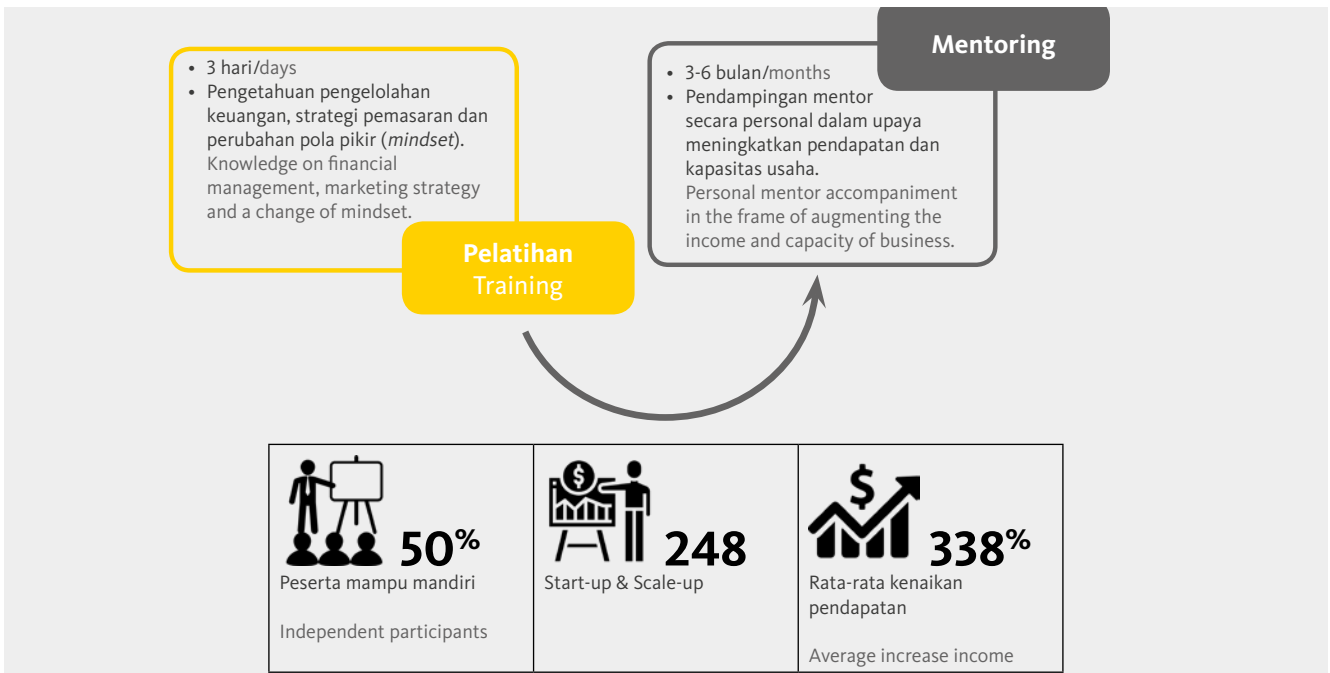 • 3 hari/days
• Pengetahuan pengelolahan
keuangan, strategi pemasaran dan
perubahan pola pikir (mindset).
Knowledge on financial
management, marketing strategy
and a change of mindset.
Pelatihan
Training
Mentoring
• 3-6 bulan/months
• Pendampingan mentor
secara personal dalam upaya
meningkatkan pendapatan dan
kapasitas usaha.
Personal mentor accompaniment
in the frame of augmenting the
income and capacity of business.
50%
Peserta mampu mandiri
Independent participants
248
Start-up & Scale-up
338%
Rata-rata kenaikan
pendapatan
Average increase income